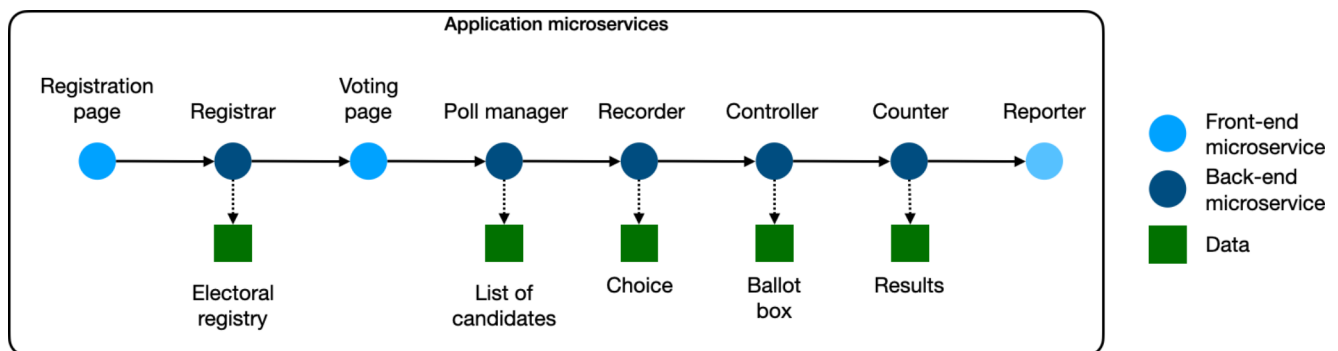 Application microservices
Registration
page
Registrar
Voting
page
Poll manager
Recorder
Controller
Counter
Reporter
Electoral
registry
List of
candidates
Choice
Ballot
box
Results
Front-end
microservice
Back-end
microservice
Data